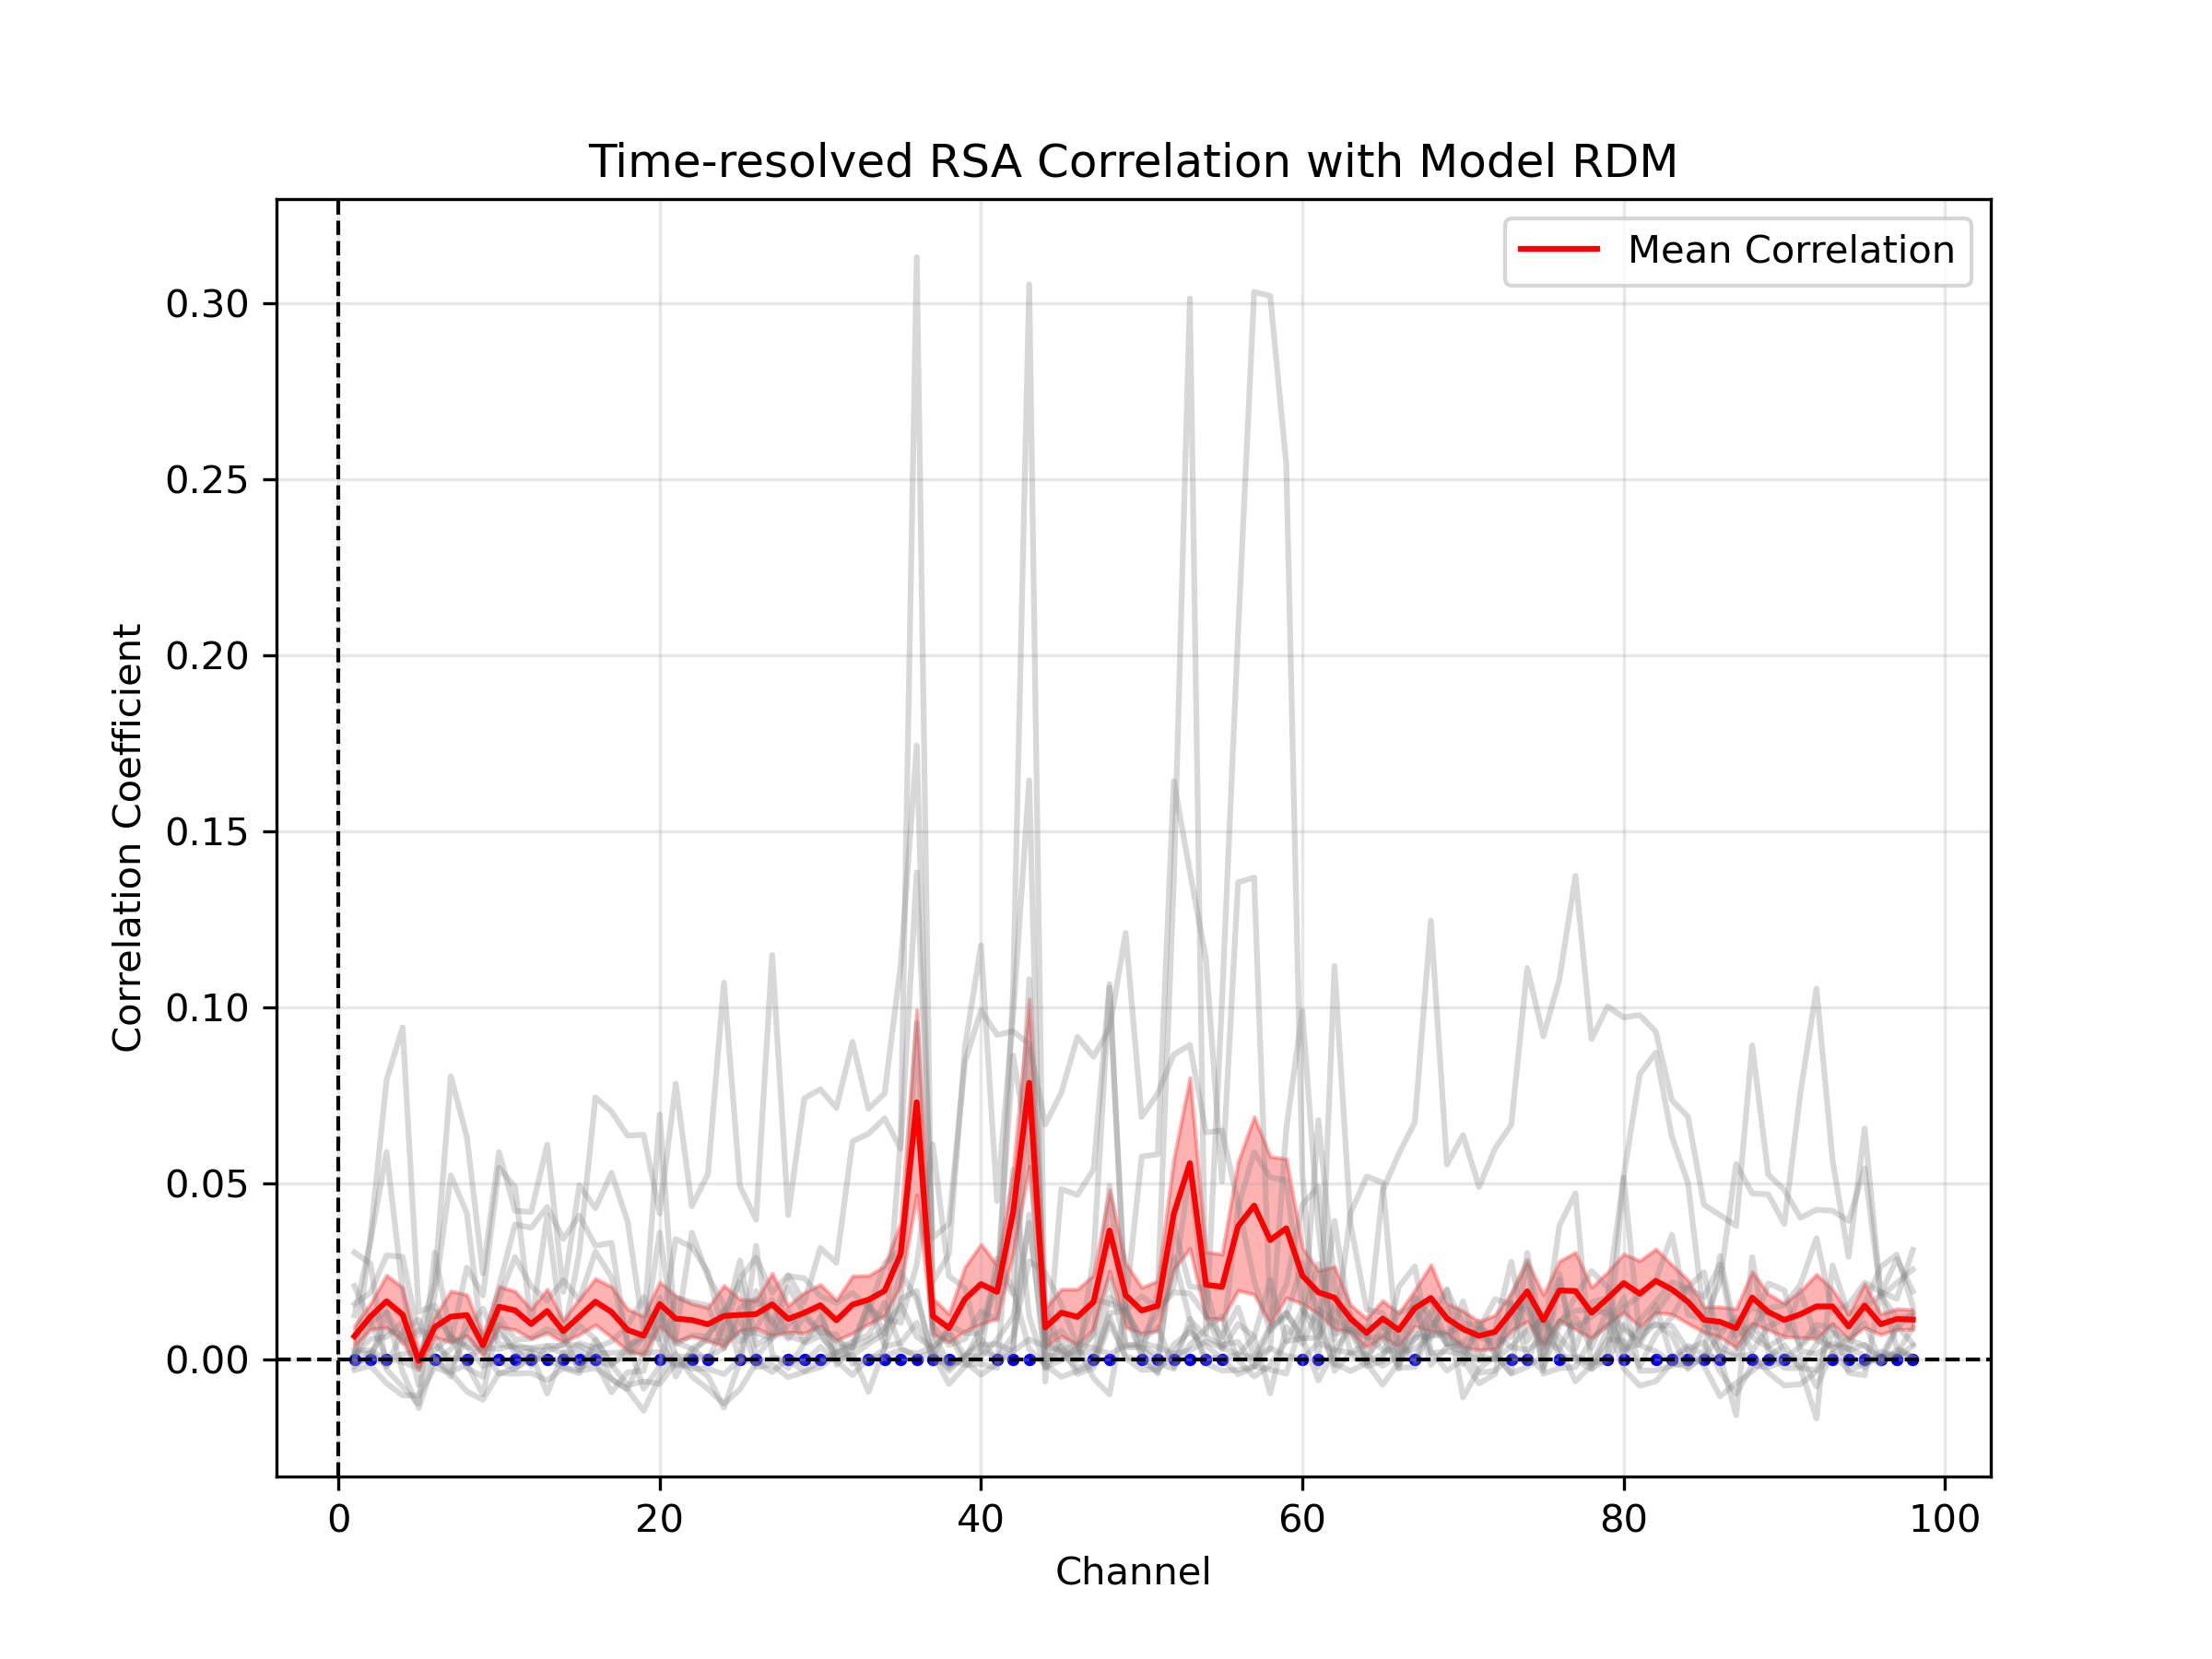 Time-resolved RSA Correlation with Model RDM
Mean Correlation
Correlation Coefficient
0.30
0.25
0.20
0.15
0.10
0.05
0.00
0 20 40 60 80 100
Channel